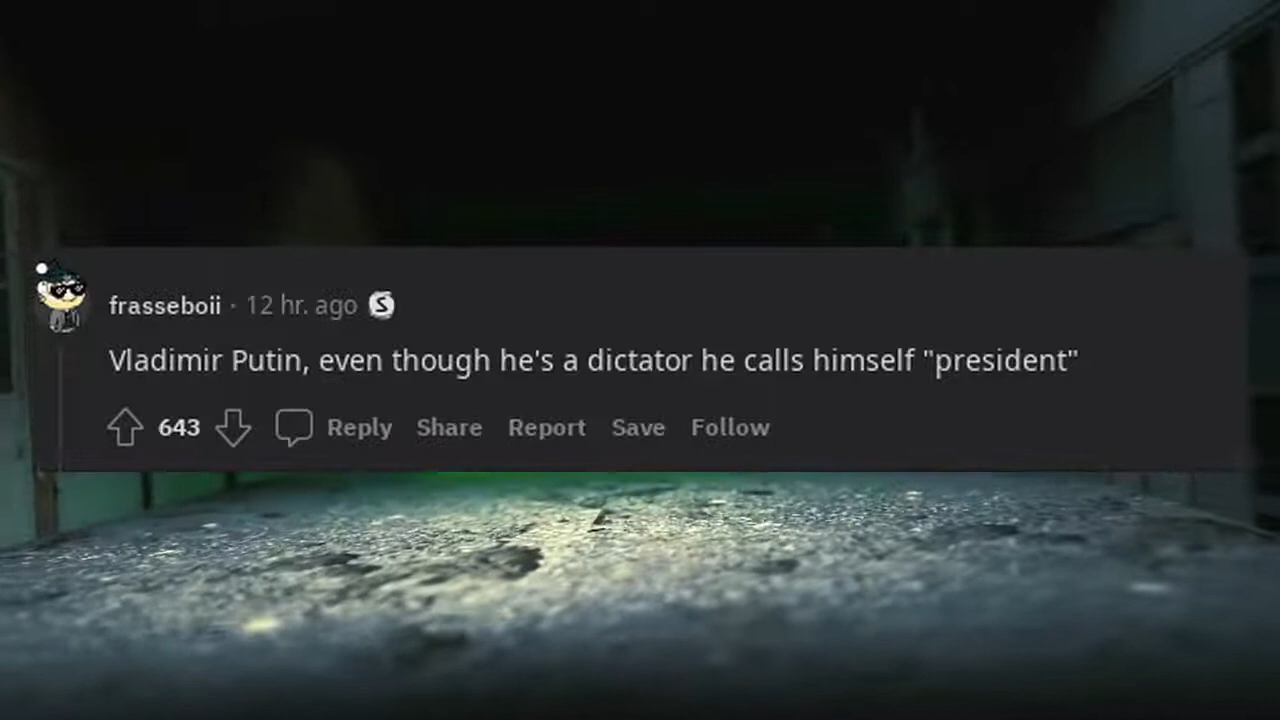 frasseboii · 12 hr. ago S
Vladimir Putin, even though he's a dictator he calls himself "president"
643 Reply Share Report Save Follow